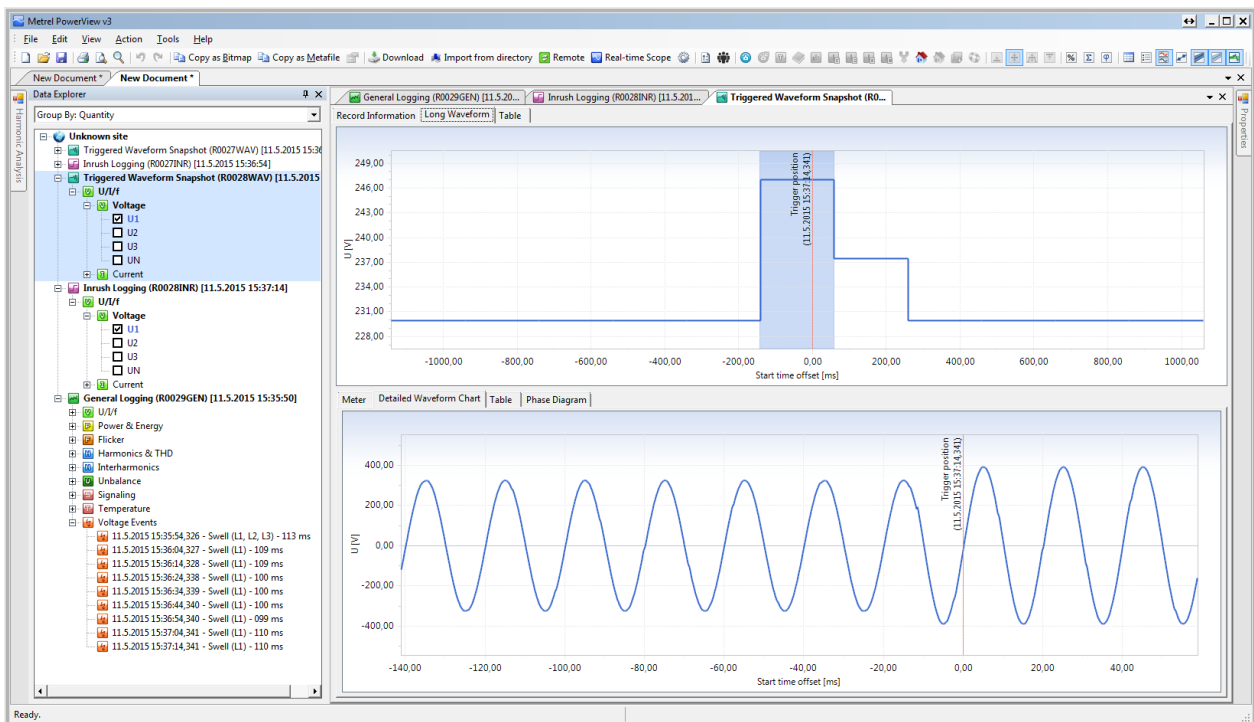 Metrel PowerView v3
File Edit View Action Tools Help
Copy as Bitmap Copy as Metafile Download Import from directory Remote Real-time Scope
New Document * New Document *
Data Explorer
Group By: Quantity
Harmonic Analysis
Unknown site
Triggered Waveform Snapshot (R0027WAV) [11.5.2015 15:36
Inrush Logging (R0027INR) [11.5.2015 15:36:54]
Triggered Waveform Snapshot (R0028WAV) [11.5.2015
U/I/f
Voltage
U1
U2
U3
UN
Current
Inrush Logging (R0028INR) [11.5.2015 15:37:14]
U/I/f
Voltage
U1
U2
U3
UN
Current
General Logging (R0029GEN) [11.5.2015 15:35:50]
U/I/f
Power & Energy
Flicker
Harmonics & THD
Interharmonics
Unbalance
Signaling
Temperature
Voltage Events
11.5.2015 15:35:54,326 - Swell (L1, L2, L3) - 113 ms
11.5.2015 15:36:04,327 - Swell (L1) - 109 ms
11.5.2015 15:36:14,328 - Swell (L1) - 109 ms
11.5.2015 15:36:24,338 - Swell (L1) - 100 ms
11.5.2015 15:36:34,339 - Swell (L1) - 100 ms
11.5.2015 15:36:44,340 - Swell (L1) - 100 ms
11.5.2015 15:36:54,340 - Swell (L1) - 099 ms
11.5.2015 15:37:04,341 - Swell (L1) - 110 ms
11.5.2015 15:37:14,341 - Swell (L1) - 110 ms
General Logging (R0029GEN) [11.5.20... Inrush Logging (R0028INR) [11.5.201... Triggered Waveform Snapshot (R0...
Record Information Long Waveform Table
Properties
249,00
246,00
243,00
240,00
237,00
234,00
231,00
228,00
U [V]
Trigger position
(11.5.2015 15:37:14,341)
-1000,00 -800,00 -600,00 -400,00 -200,00 0,00 200,00 400,00 600,00 800,00 1000,00
Start time offset [ms]
Meter Detailed Waveform Chart Table Phase Diagram
400,00
200,00
0,00
-200,00
-400,00
U [V]
Trigger position
(11.5.2015 15:37:14,341)
-140,00 -120,00 -100,00 -80,00 -60,00 -40,00 -20,00 0,00 20,00 40,00
Start time offset [ms]
Ready.